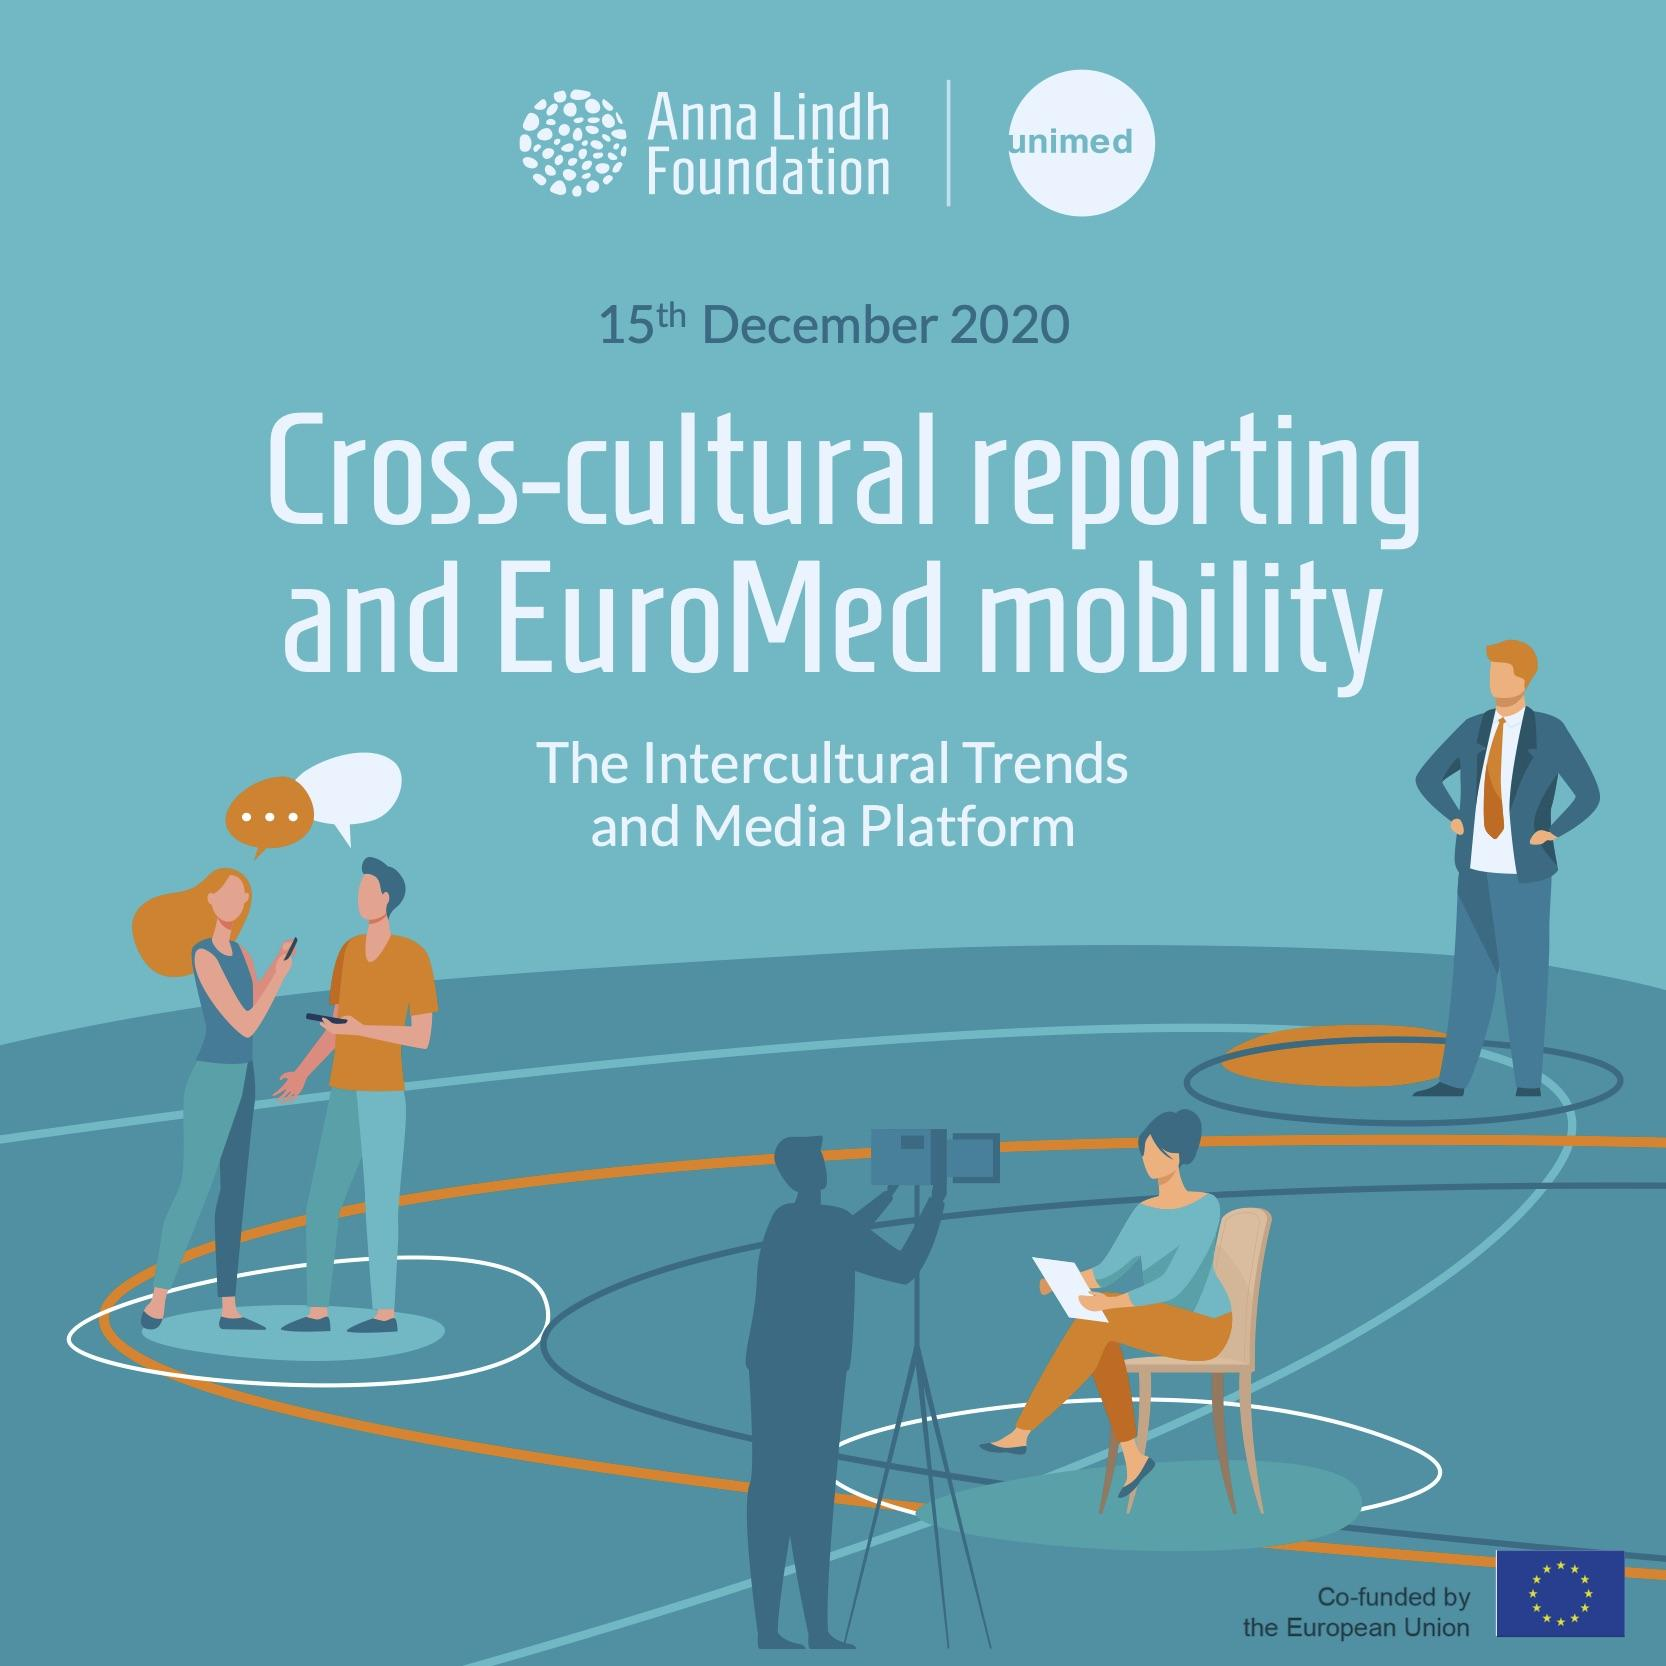 Anna Lindh
Foundation
unimed
15th December 2020
Cross-cultural reporting
and EuroMed mobility
The Intercultural Trends
and Media Platform
Co-funded by
the European Union